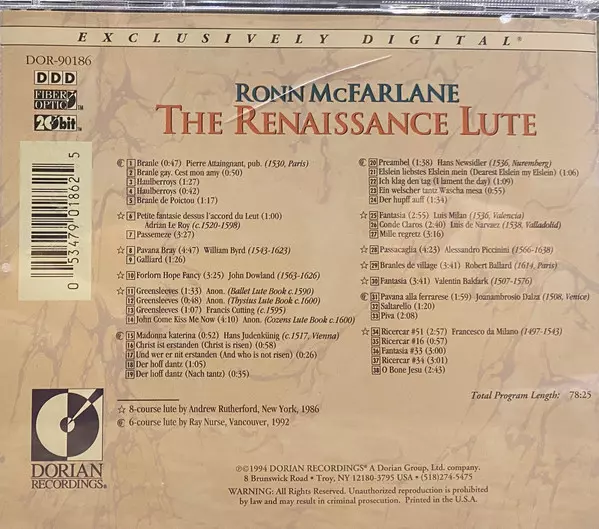 EXCLUSIVELY DIGITAL®
DOR-90186
DDD
FIBER OPTIC™
20bit™
RONN MCFARLANE
THE RENAISSANCE LUTE
0 53479 01862 5
1 Branle (0:47) Pierre Attaingnant, pub. (1530, Paris)
2 Branle gay. Cest mon amy (0:50)
3 Haulberroys (1:27)
4 Haulberroys (0:42)
5 Branle de Poictou (1:17)
☆ 6 Petite fantasie dessus l'accord du Leut (1:00)
Adrian Le Roy (c.1520-1598)
7 Passemeze (3:27)
☆ 8 Pavana Bray (4:47) William Byrd (1543-1623)
9 Galliard (1:26)
☆ 10 Forlorn Hope Fancy (3:25) John Dowland (1563-1626)
☆ 11 Greensleeves (1:33) Anon. (Ballet Lute Book c.1590)
12 Greensleeves (0:48) Anon. (Thysius Lute Book c.1600)
13 Greensleeves (1:07) Francis Cutting (c.1595)
14 John Come Kiss Me Now (4:10) Anon. (Cozens Lute Book c.1600)
15 Madonna katerina (0:52) Hans Judenkünig (c.1517, Vienna)
16 Christ ist erstanden (Christ is risen) (0:58)
17 Und wer er nit erstanden (And who is not risen) (0:26)
18 Der hoff dantz (1:05)
19 Der hoff dantz (Nach tantz) (0:35)
20 Preambel (1:38) Hans Newsidler (1536, Nuremberg)
21 Elslein liebstes Elslein mein (Dearest Elslein my Elslein) (1:06)
22 Ich klag den tag (I lament the day) (1:09)
23 Ein welscher tantz Wascha mesa (0:55)
24 Der hupff auff (1:34)
☆ 25 Fantasia (2:55) Luis Milan (1536, Valencia)
26 Conde Claros (2:40) Luis de Narvaez (1538, Valladolid)
27 Mille regretz (3:16)
☆ 28 Passacaglia (4:23) Alessandro Piccinini (1566-1638)
☆ 29 Branles de village (3:41) Robert Ballard (1614, Paris)
☆ 30 Fantasia (3:41) Valentin Bakfark (1507-1576)
31 Pavana alla ferrarese (1:59) Joanambrosio Dalza (1508, Venice)
32 Saltarello (1:20)
33 Piva (2:08)
☆ 34 Ricercar #51 (2:57) Francesco da Milano (1497-1543)
35 Ricercar #16 (0:57)
36 Fantasia #33 (3:00)
37 Ricercar #34 (3:01)
38 O Bone Jesu (2:43)
Total Program Length: 78:25
☆ 8-course lute by Andrew Rutherford, New York, 1986
6-course lute by Ray Nurse, Vancouver, 1992
DORIAN
RECORDINGS®
℗©1994 DORIAN RECORDINGS® A Dorian Group, Ltd. company.
8 Brunswick Road • Troy, NY 12180-3795 USA • (518)274-5475
WARNING: All Rights Reserved. Unauthorized reproduction is prohibited
by law and may result in criminal prosecution. Printed in the U.S.A.